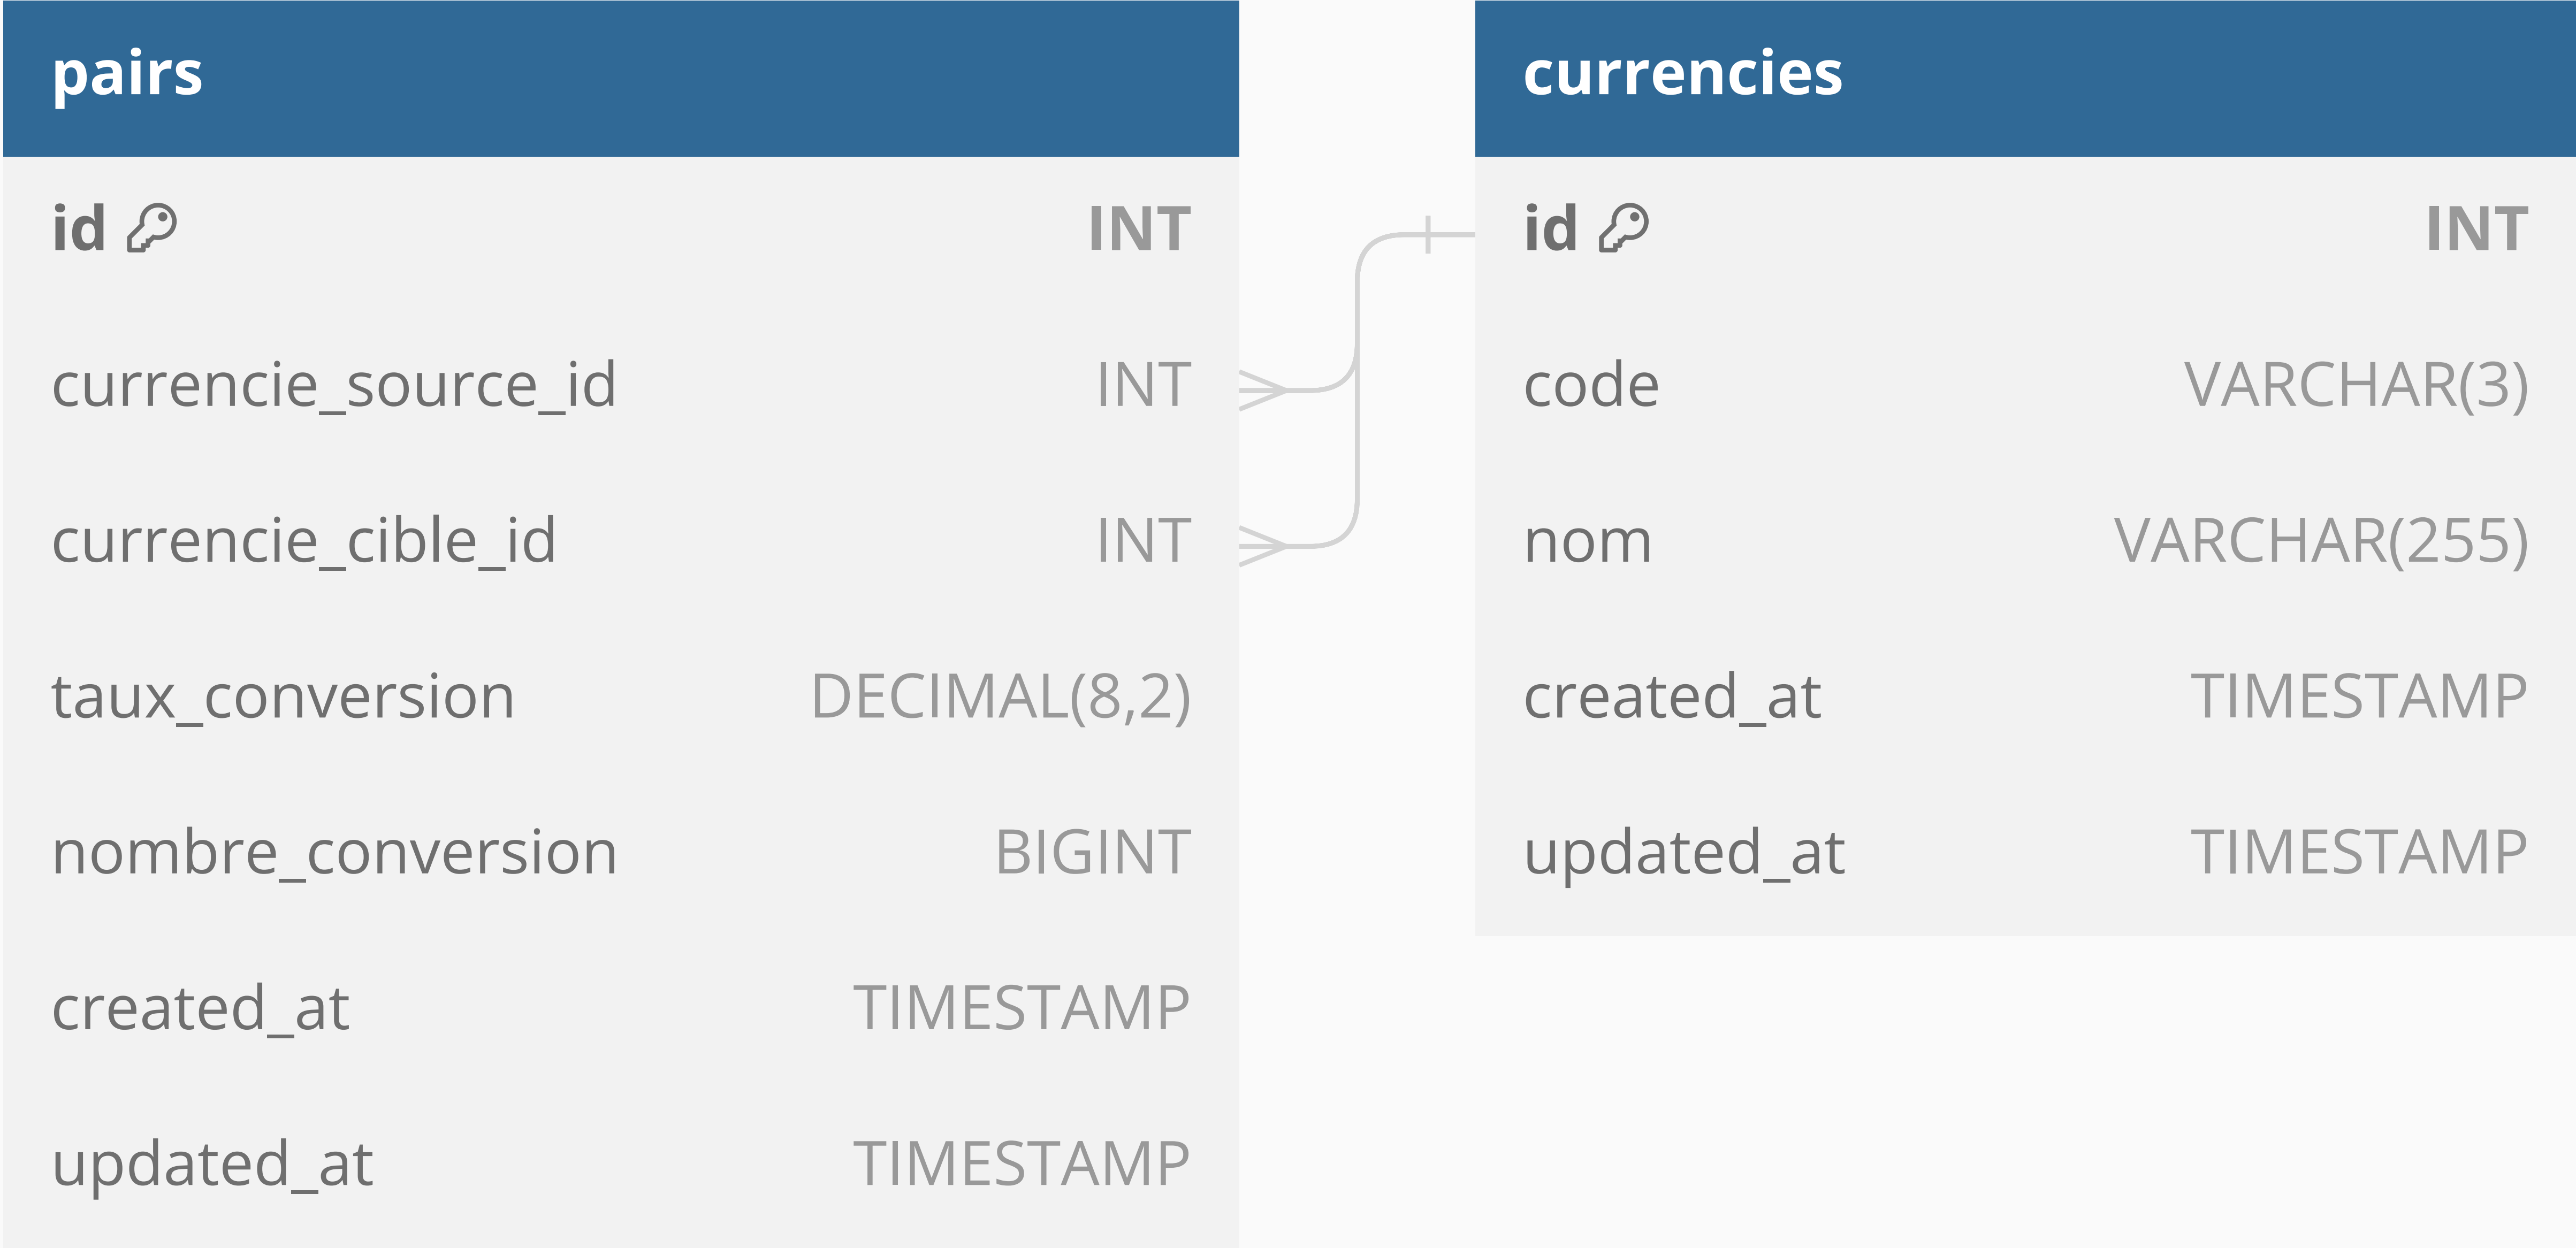 pairs
id INT
currencie_source_id INT
currencie_cible_id INT
taux_conversion DECIMAL(8,2)
nombre_conversion BIGINT
created_at TIMESTAMP
updated_at TIMESTAMP
currencies
id INT
code VARCHAR(3)
nom VARCHAR(255)
created_at TIMESTAMP
updated_at TIMESTAMP